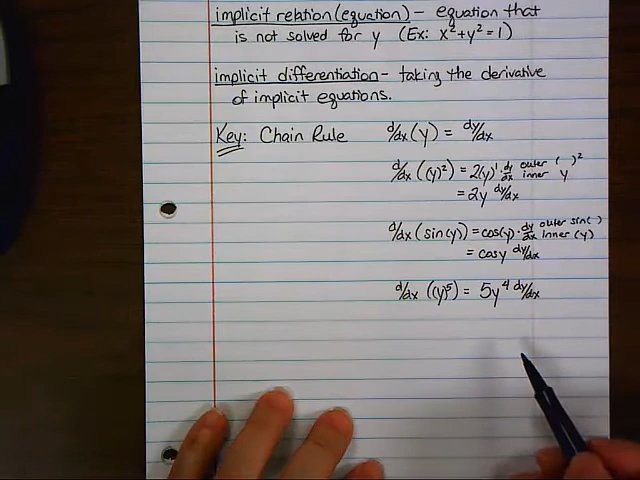 implicit relation (equation) - equation that
is not solved for y (Ex: x²+y²=1)
implicit differentiation - taking the derivative
of implicit equations.
Key: Chain Rule d/dx (y) = dy/dx
d/dx ((y)²) = 2(y)¹ · dy/dx outer ( )² inner y
= 2y dy/dx
d/dx (sin(y)) = cos(y) · dy/dx outer sin( ) inner (y)
= cosy dy/dx
d/dx ((y)⁵) = 5y⁴ dy/dx